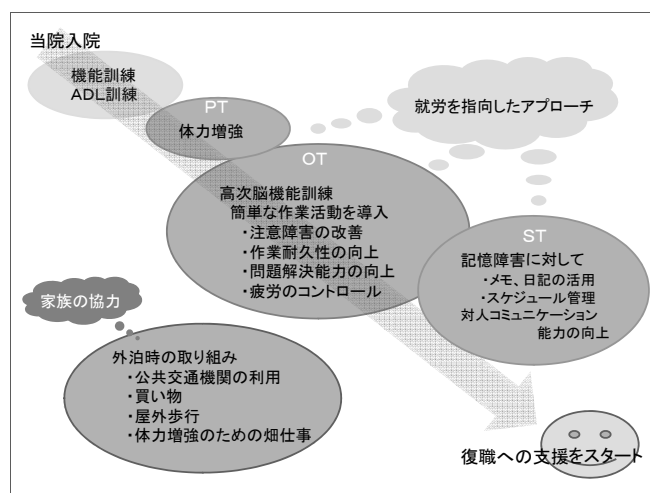 当院入院
機能訓練
ADL訓練
PT
体力増強
就労を指向したアプローチ
OT
高次脳機能訓練
簡単な作業活動を導入
・注意障害の改善
・作業耐久性の向上
・問題解決能力の向上
・疲労のコントロール
ST
記憶障害に対して
・メモ、日記の活用
・スケジュール管理
対人コミュニケーション
能力の向上
家族の協力
外泊時の取り組み
・公共交通機関の利用
・買い物
・屋外歩行
・体力増強のための畑仕事
復職への支援をスタート